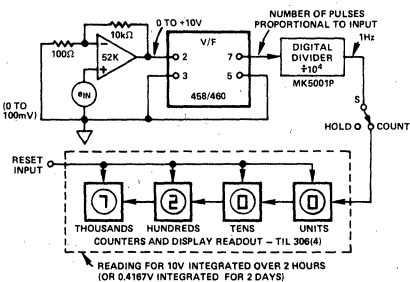 10kΩ
0 TO +10V
NUMBER OF PULSES
PROPORTIONAL TO INPUT
1Hz
100Ω
52K
V/F
2
7
3
5
458/460
DIGITAL
DIVIDER
÷10⁴
MK5001P
eIN
(0 TO
100mV)
S
HOLD
COUNT
RESET
INPUT
7
2
0
0
THOUSANDS
HUNDREDS
TENS
UNITS
COUNTERS AND DISPLAY READOUT – TIL 306(4)
READING FOR 10V INTEGRATED OVER 2 HOURS
(OR 0.4167V INTEGRATED FOR 2 DAYS)